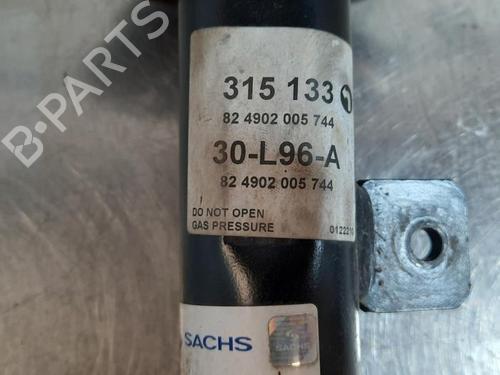 315 133
82 4902 005 744
30-L96-A
82 4902 005 744
DO NOT OPEN
GAS PRESSURE
SACHS
SACHS
B-PARTS